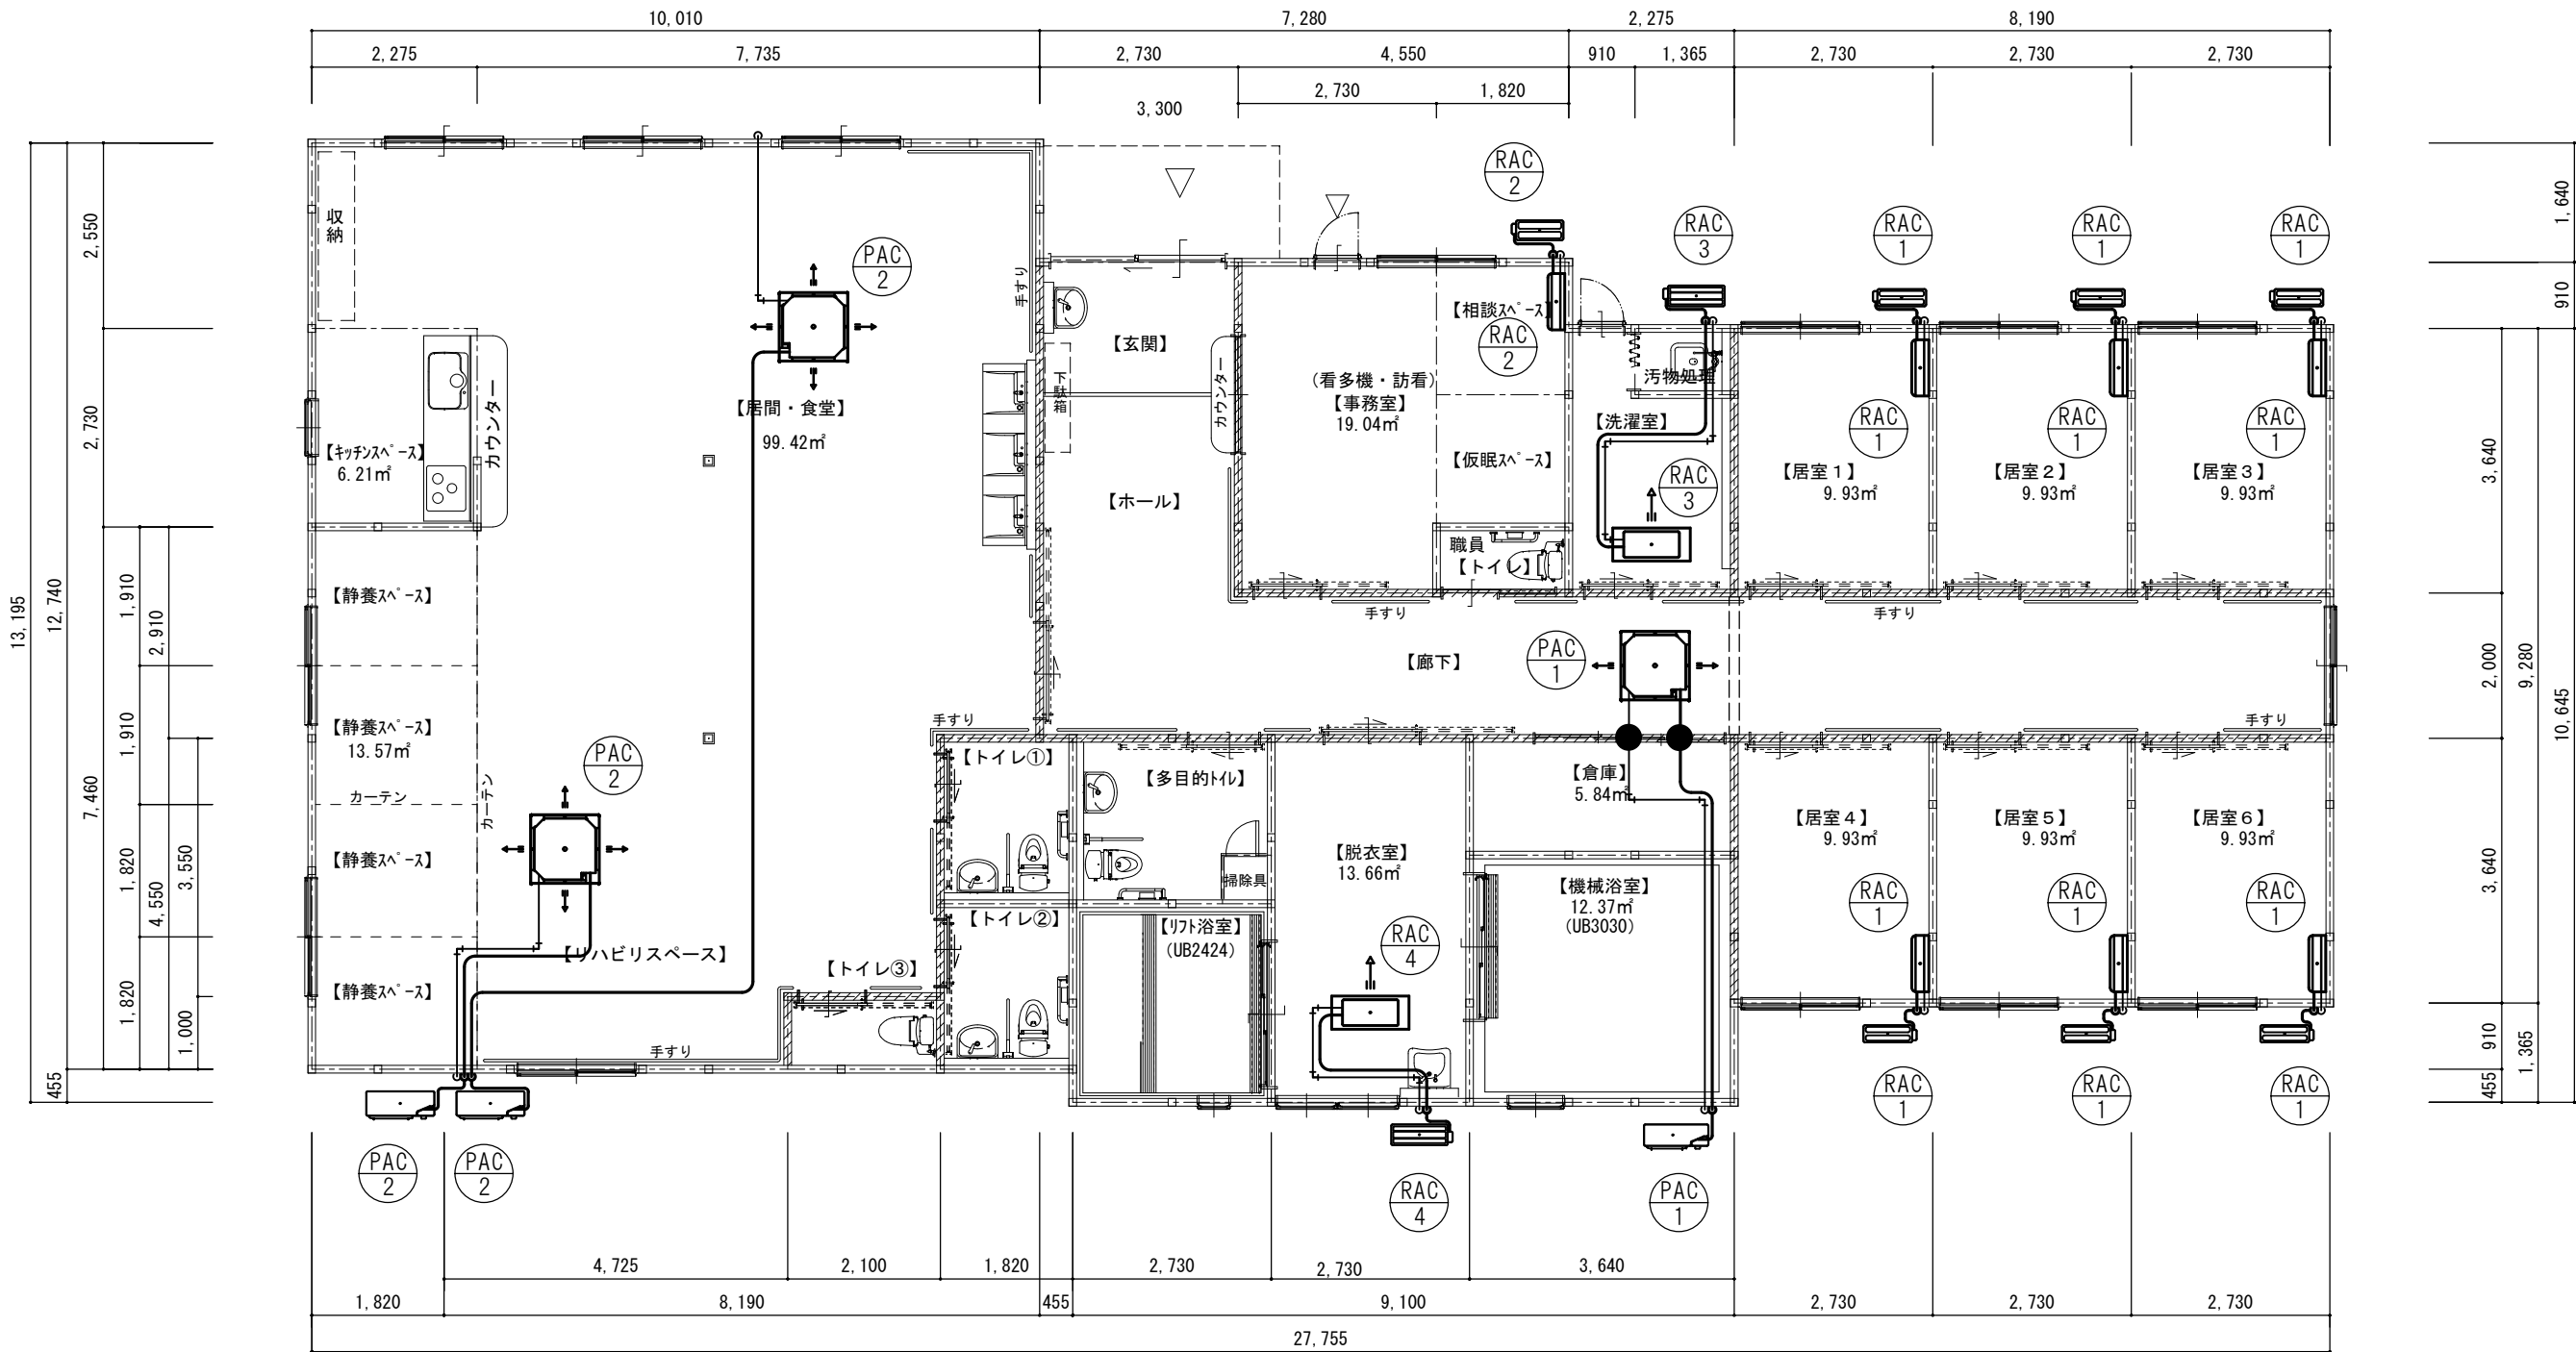 10,010
7,280
2,275
8,190
2,275
7,735
2,730
4,550
910
1,365
2,730
2,730
2,730
2,730
1,820
3,300
13,195
12,740
2,550
2,730
7,460
455
1,910
1,910
1,820
1,820
2,910
4,550
3,550
1,000
1,640
910
3,640
2,000
3,640
910
455
9,280
1,365
10,645
RAC
2
RAC
3
RAC
1
RAC
1
RAC
1
収納
PAC
2
手すり
【玄関】
下駄箱
カウンター
【相談スペース】
RAC
2
(看多機・訪看)
【事務室】
19.04㎡
汚物処理
【洗濯室】
【居間・食堂】
99.42㎡
カウンター
【キッチンスペース】
6.21㎡
【仮眠スペース】
RAC
3
RAC
1
RAC
1
RAC
1
【居室1】
9.93㎡
【居室2】
9.93㎡
【居室3】
9.93㎡
【ホール】
職員
【トイレ】
【静養スペース】
手すり
手すり
【廊下】
PAC
1
【静養スペース】
13.57㎡
カーテン
カーテン
PAC
2
手すり
手すり
【トイレ①】
【多目的トイレ】
【倉庫】
5.84㎡
【居室4】
9.93㎡
【居室5】
9.93㎡
【居室6】
9.93㎡
【静養スペース】
【脱衣室】
13.66㎡
掃除具
【機械浴室】
12.37㎡
(UB3030)
RAC
1
RAC
1
RAC
1
【トイレ②】
【リフト浴室】
(UB2424)
RAC
4
【リハビリスペース】
【トイレ③】
【静養スペース】
手すり
PAC
2
PAC
2
RAC
4
PAC
1
RAC
1
RAC
1
RAC
1
4,725
2,100
1,820
2,730
2,730
3,640
1,820
8,190
455
9,100
2,730
2,730
2,730
27,755